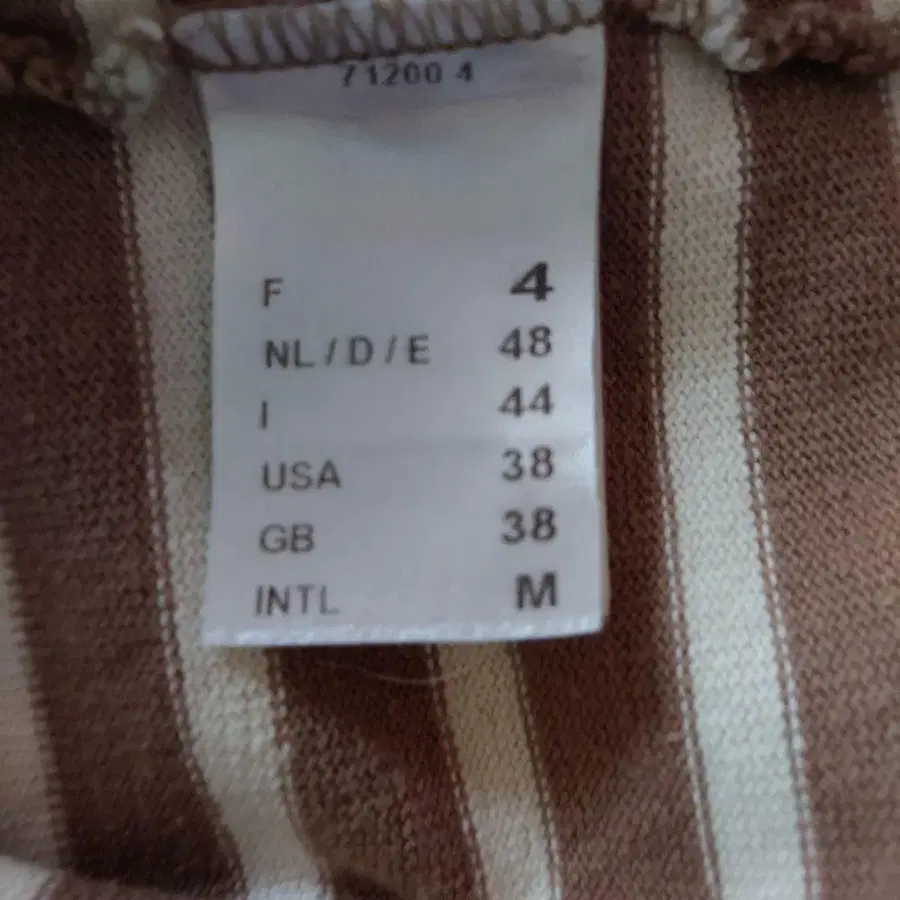 71200 4
F 4
NL / D / E 48
I 44
USA 38
GB 38
INTL M